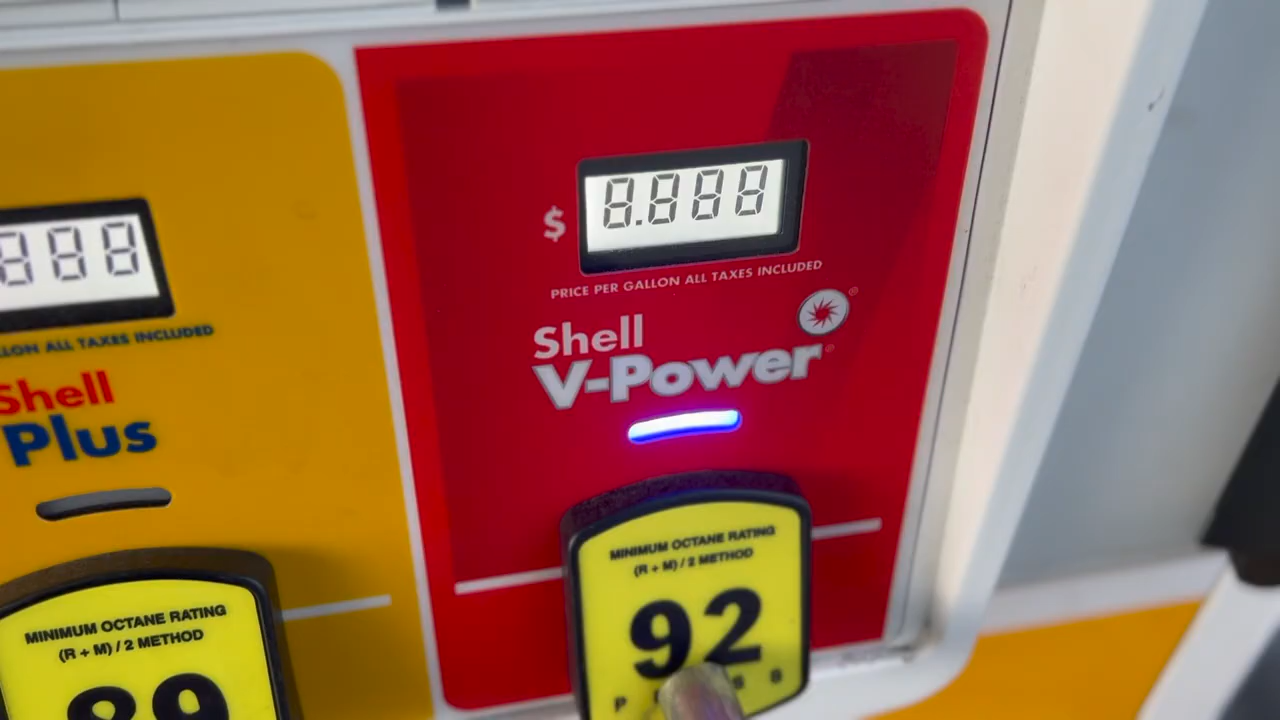 8.888
$
PRICE PER GALLON ALL TAXES INCLUDED
Shell
V-Power
MINIMUM OCTANE RATING
(R + M) / 2 METHOD
92
888
ALL TAXES INCLUDED
Shell
Plus
MINIMUM OCTANE RATING
(R + M) / 2 METHOD
89